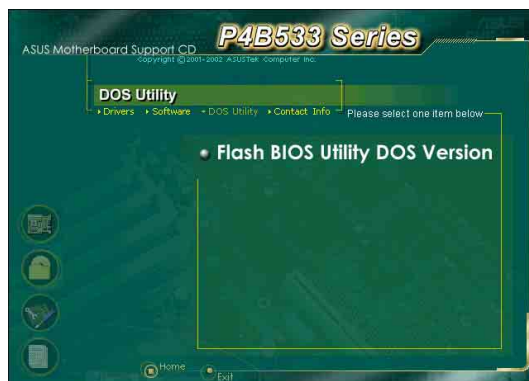 P4B533 Series
ASUS Motherboard Support CD
Copyright ©2001-2002 ASUSTek Computer Inc.
DOS Utility
Drivers Software DOS Utility Contact Info
Please select one item below
Flash BIOS Utility DOS Version
Home
Exit